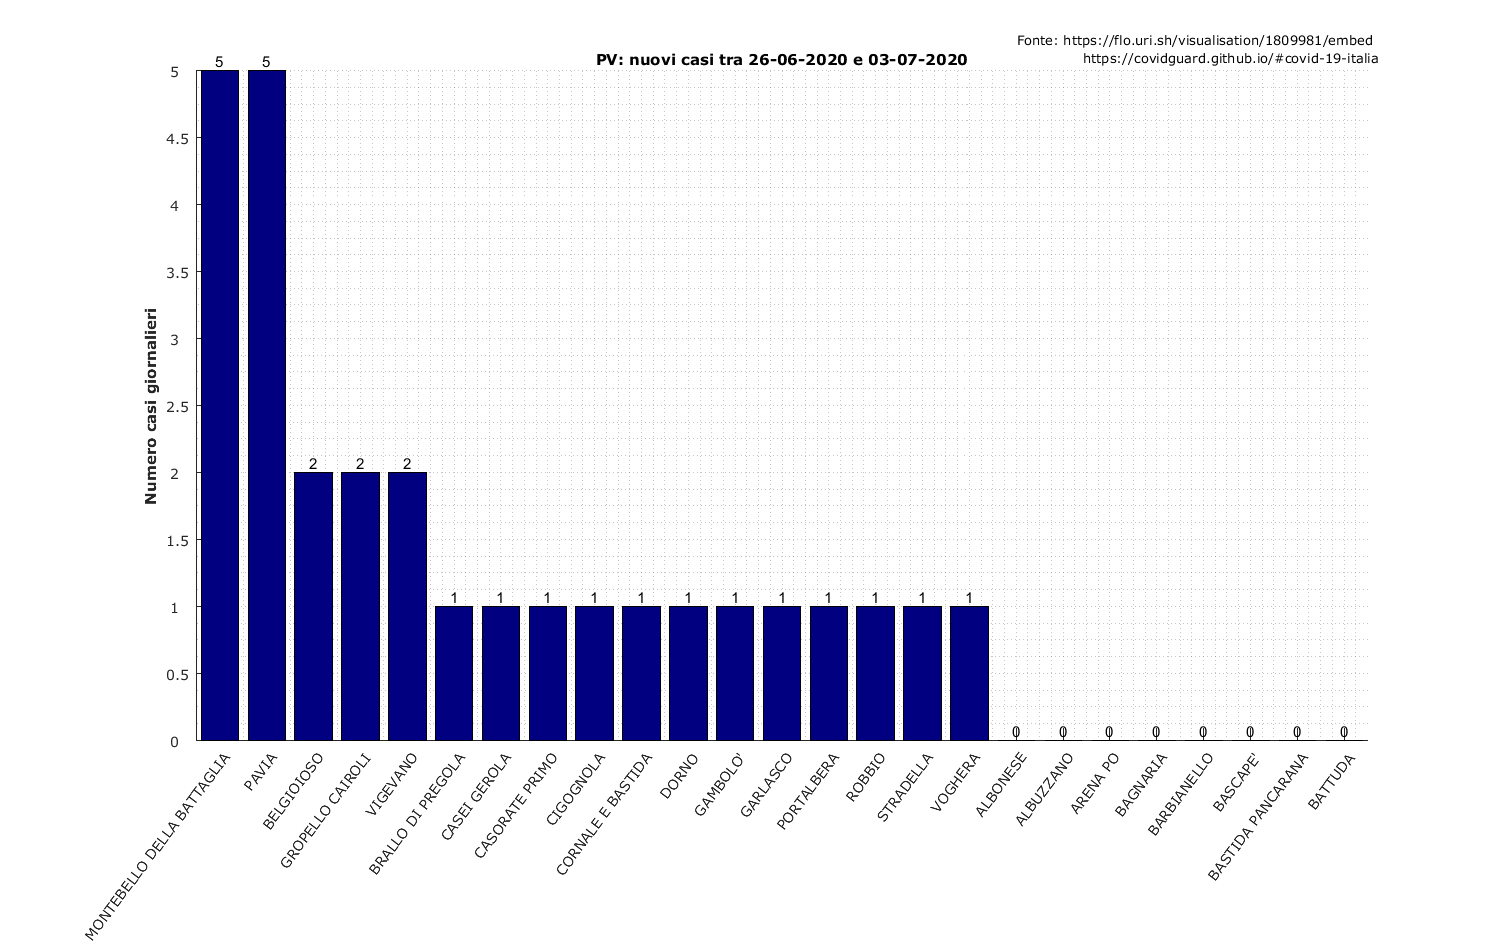 Fonte: https://flo.uri.sh/visualisation/1809981/embed
https://covidguard.github.io/#covid-19-italia
PV: nuovi casi tra 26-06-2020 e 03-07-2020
Numero casi giornalieri
5
4.5
4
3.5
3
2.5
2
1.5
1
0.5
0
5 5 2 2 2 1 1 1 1 1 1 1 1 1 1 1 1 0 0 0 0 0 0 0 0
MONTEBELLO DELLA BATTAGLIA
PAVIA
BELGIOIOSO
GROPELLO CAIROLI
VIGEVANO
BRALLO DI PREGOLA
CASEI GEROLA
CASORATE PRIMO
CIGOGNOLA
CORNALE E BASTIDA
DORNO
GAMBOLO'
GARLASCO
PORTALBERA
ROBBIO
STRADELLA
VOGHERA
ALBONESE
ALBUZZANO
ARENA PO
BAGNARIA
BARBIANELLO
BASCAPE'
BASTIDA PANCARANA
BATTUDA